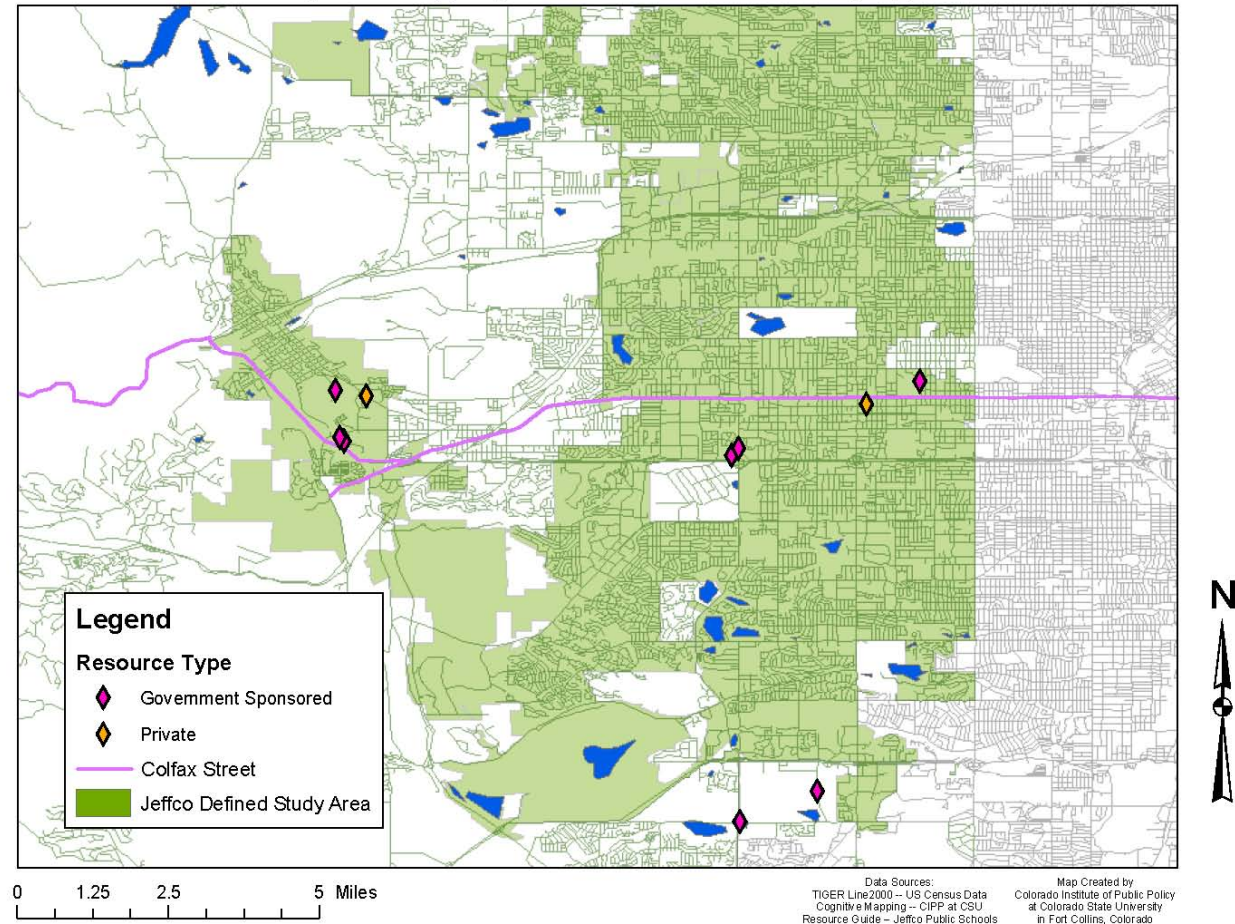 Legend
Resource Type
Government Sponsored
Private
Colfax Street
Jeffco Defined Study Area
N
0 1.25 2.5 5 Miles
Data Sources:
TIGER Line2000 -- US Census Data
Cognitive Mapping -- CIPP at CSU
Resource Guide – Jeffco Public Schools
Map Created by
Colorado Institute of Public Policy
at Colorado State University
in Fort Collins, Colorado